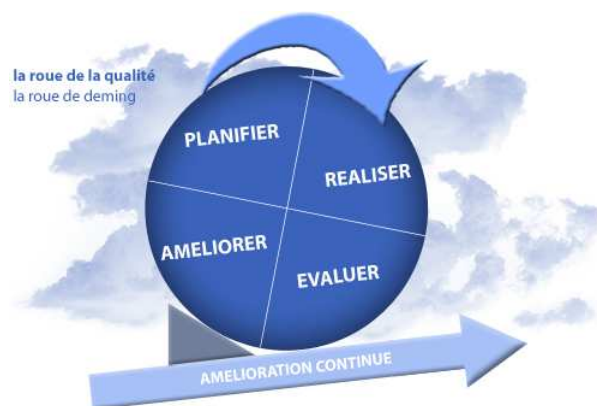 la roue de la qualité
la roue de deming
PLANIFIER
REALISER
AMELIORER
EVALUER
AMELIORATION CONTINUE